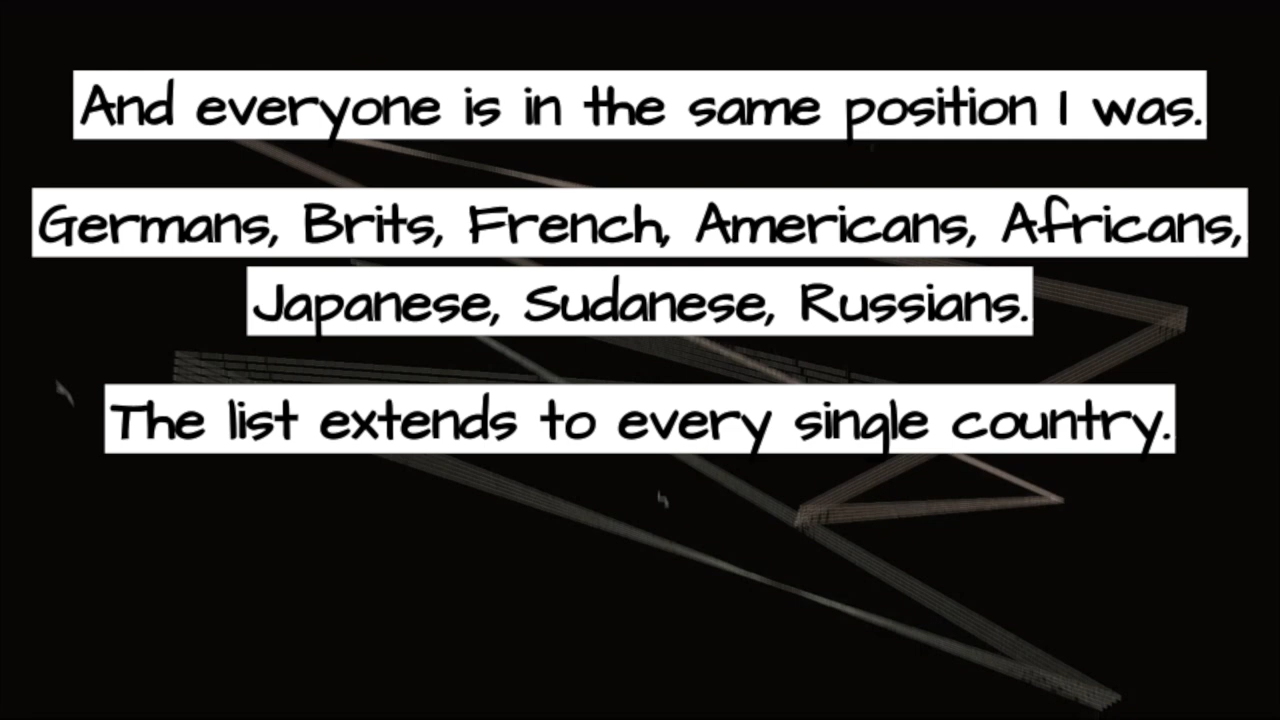 And everyone is in the same position I was.
Germans, Brits, French, Americans, Africans,
Japanese, Sudanese, Russians.
The list extends to every single country.